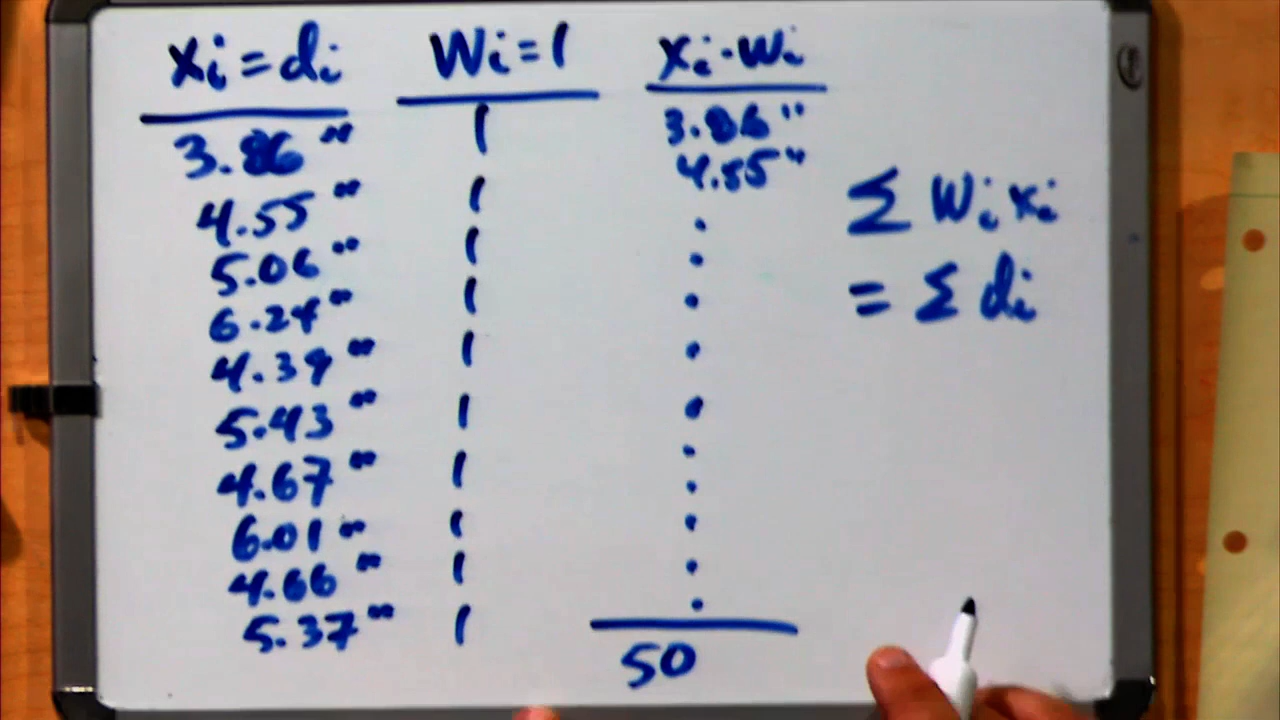 xi = di Wi = 1 xi · wi
3.86" 1 3.86"
4.55" 1 4.55"
5.06" 1 .
6.24" 1 .
4.39" 1 .
5.43" 1 .
4.67" 1 .
6.01" 1 .
4.66" 1 .
5.37" 1 .
50
Σ Wi xi
= Σ di